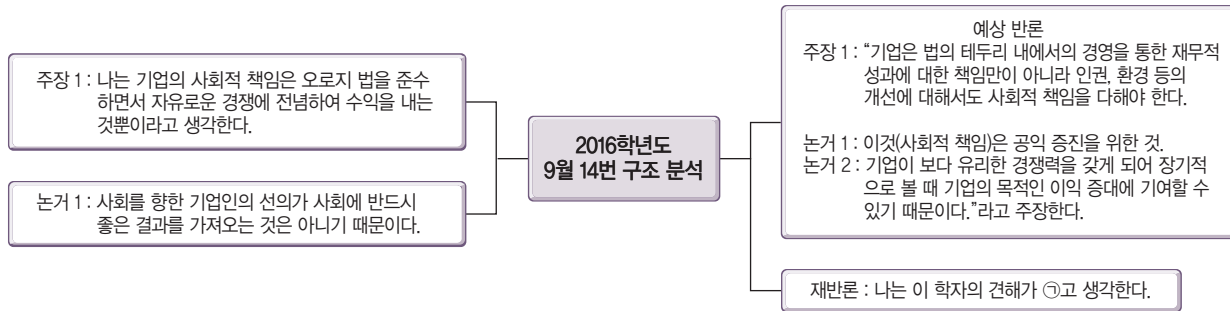 주장 1 : 나는 기업의 사회적 책임은 오로지 법을 준수
하면서 자유로운 경쟁에 전념하여 수익을 내는
것뿐이라고 생각한다.
논거 1 : 사회를 향한 기업인의 선의가 사회에 반드시
좋은 결과를 가져오는 것은 아니기 때문이다.
2016학년도
9월 14번 구조 분석
예상 반론
주장 1 : “기업은 법의 테두리 내에서의 경영을 통한 재무적
성과에 대한 책임만이 아니라 인권, 환경 등의
개선에 대해서도 사회적 책임을 다해야 한다.
논거 1 : 이것(사회적 책임)은 공익 증진을 위한 것.
논거 2 : 기업이 보다 유리한 경쟁력을 갖게 되어 장기적
으로 볼 때 기업의 목적인 이익 증대에 기여할 수
있기 때문이다.”라고 주장한다.
재반론 : 나는 이 학자의 견해가 ㉠고 생각한다.